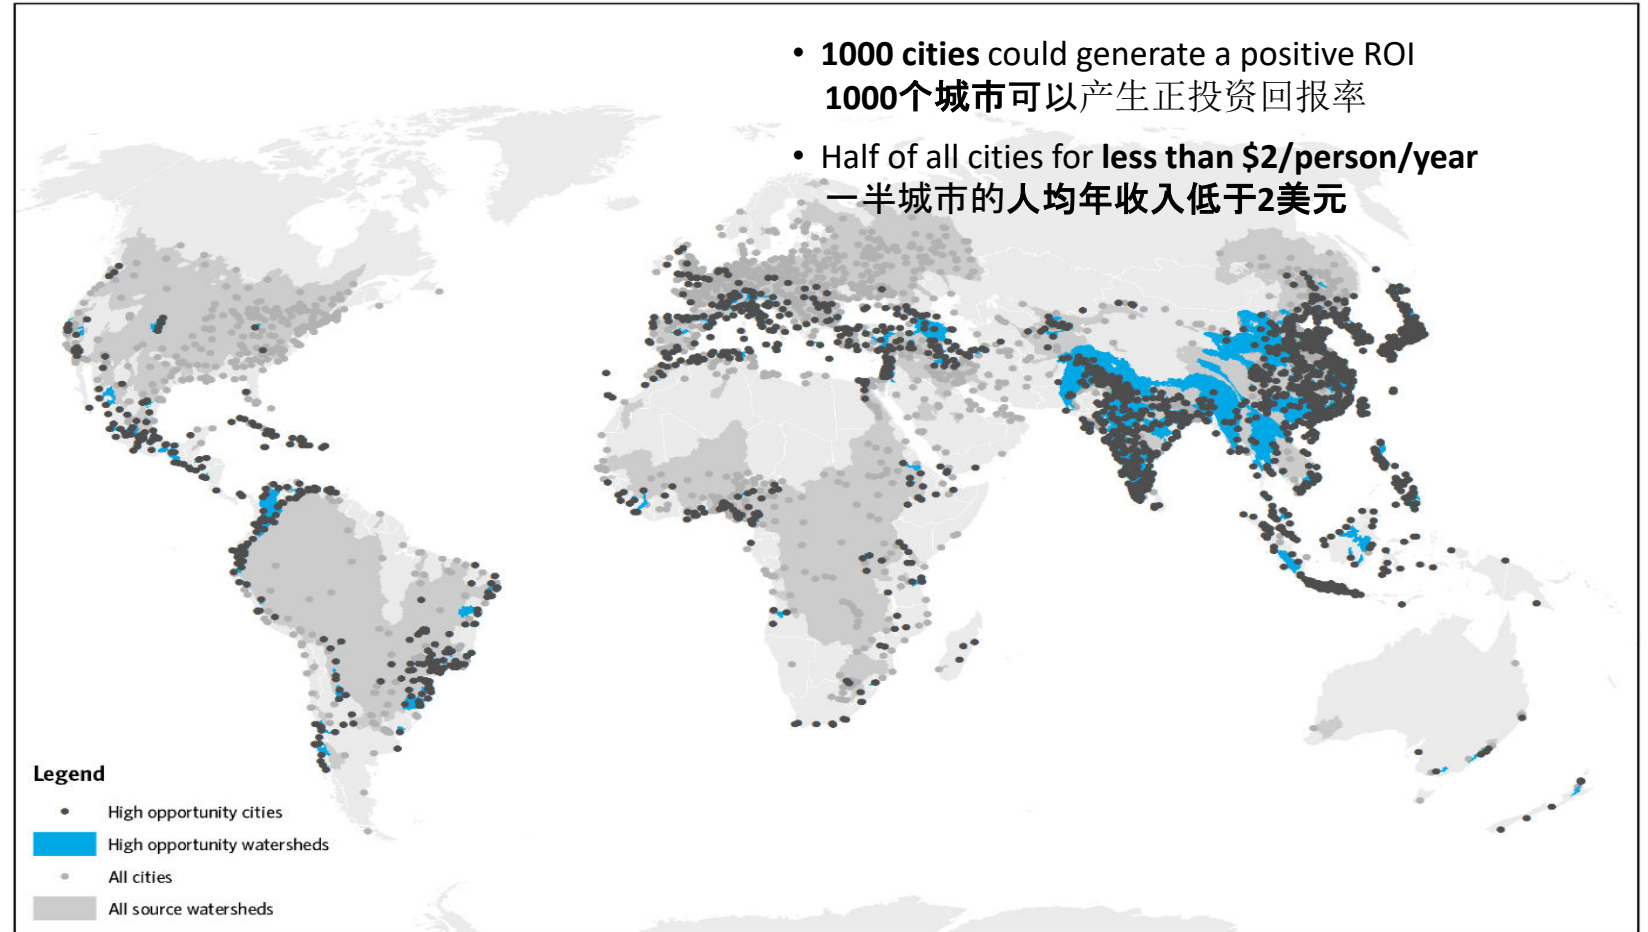 • 1000 cities could generate a positive ROI
1000个城市可以产生正投资回报率
• Half of all cities for less than $2/person/year
一半城市的人均年收入低于2美元
Legend
High opportunity cities
High opportunity watersheds
All cities
All source watersheds